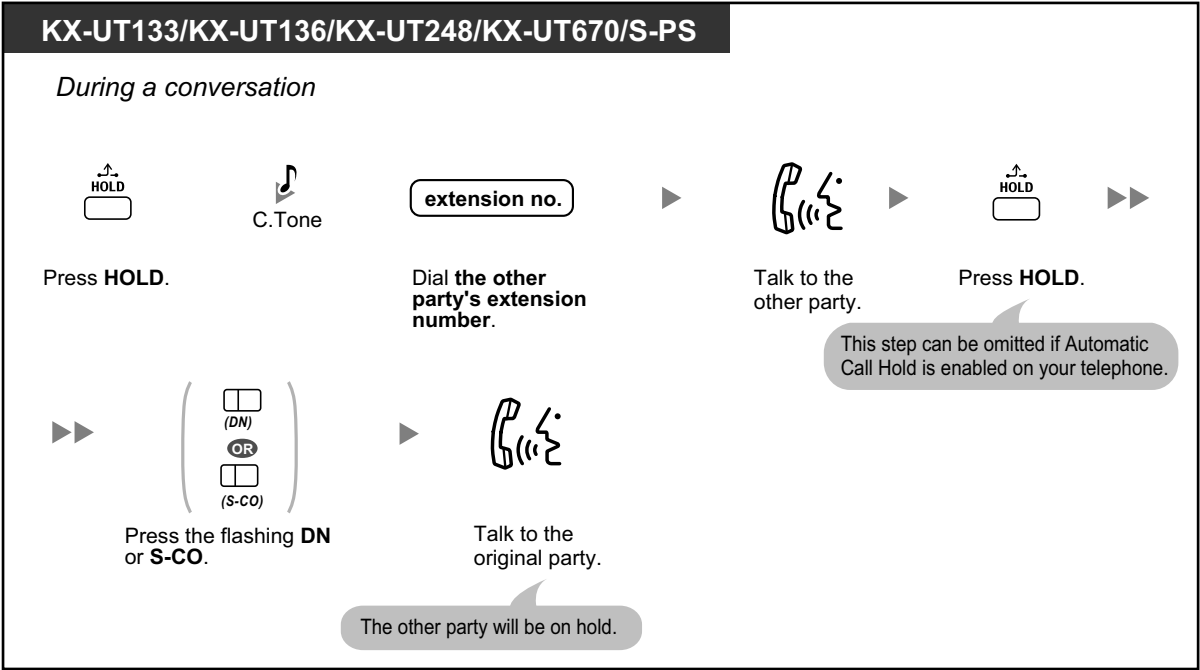 KX-UT133/KX-UT136/KX-UT248/KX-UT670/S-PS
During a conversation
HOLD
C.Tone
extension no.
HOLD
Press HOLD.
Dial the other
party's extension
number.
Talk to the
other party.
Press HOLD.
This step can be omitted if Automatic
Call Hold is enabled on your telephone.
(DN)
OR
(S-CO)
Press the flashing DN
or S-CO.
Talk to the
original party.
The other party will be on hold.